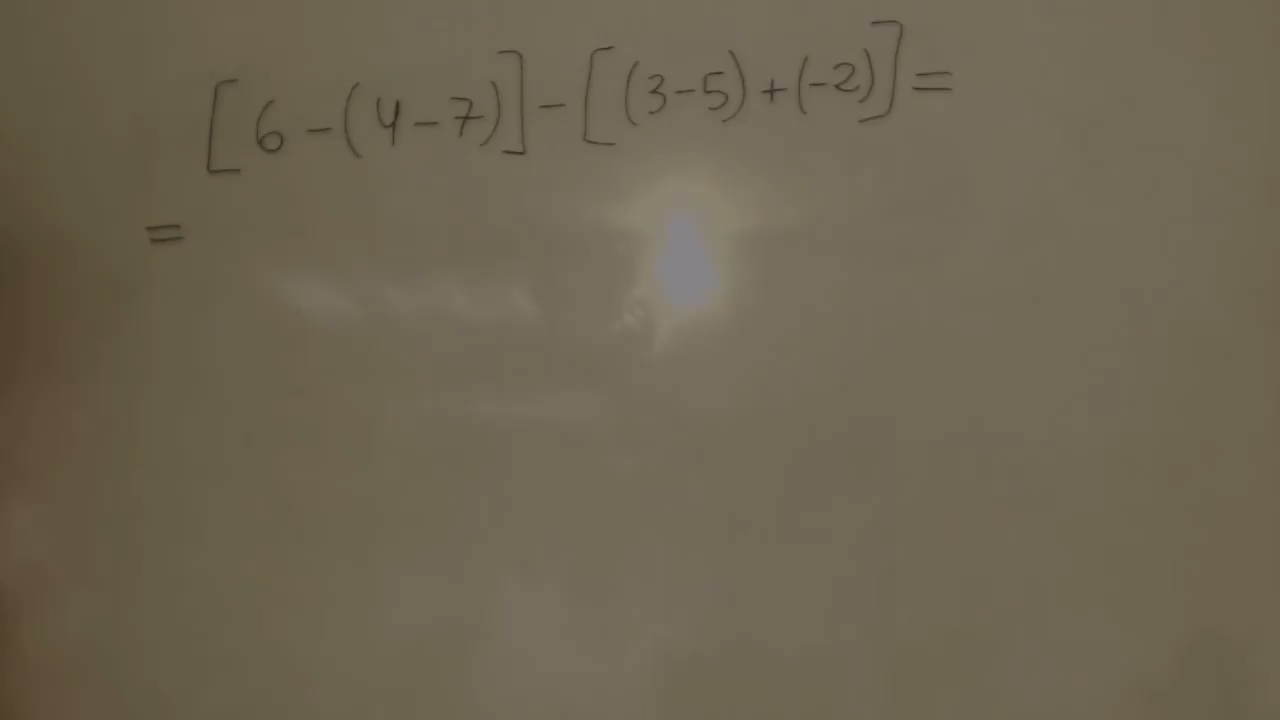 [6-(4-7)]-[(3-5)+(-2)]=
=